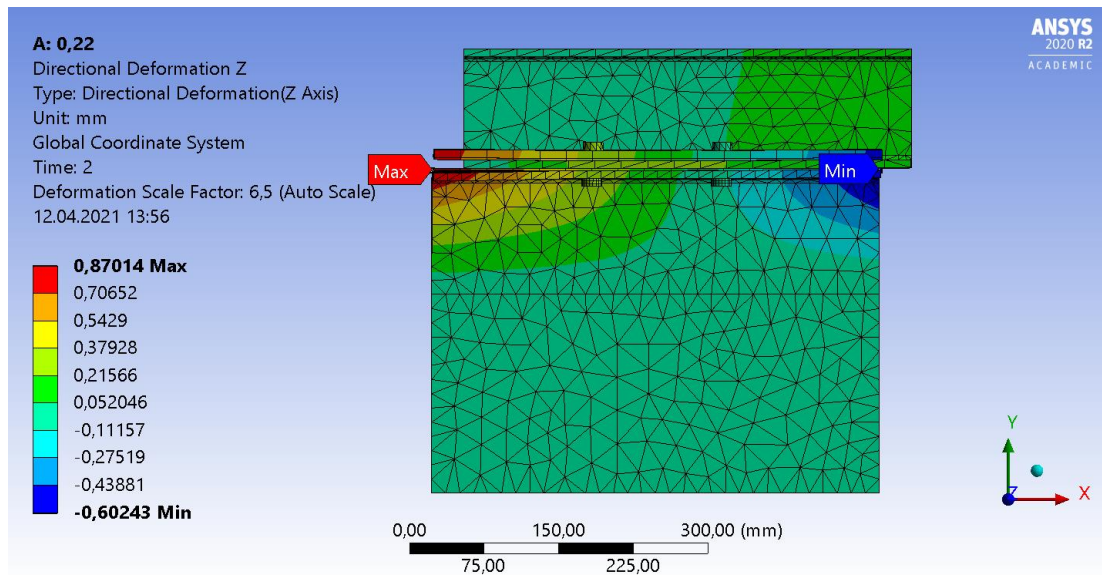 A: 0,22
Directional Deformation Z
Type: Directional Deformation(Z Axis)
Unit: mm
Global Coordinate System
Time: 2
Deformation Scale Factor: 6,5 (Auto Scale)
12.04.2021 13:56
ANSYS
2020 R2
ACADEMIC
Max
Min
0,87014 Max
0,70652
0,5429
0,37928
0,21566
0,052046
-0,11157
-0,27519
-0,43881
-0,60243 Min
Y
Z
X
0,00 150,00 300,00 (mm)
75,00 225,00